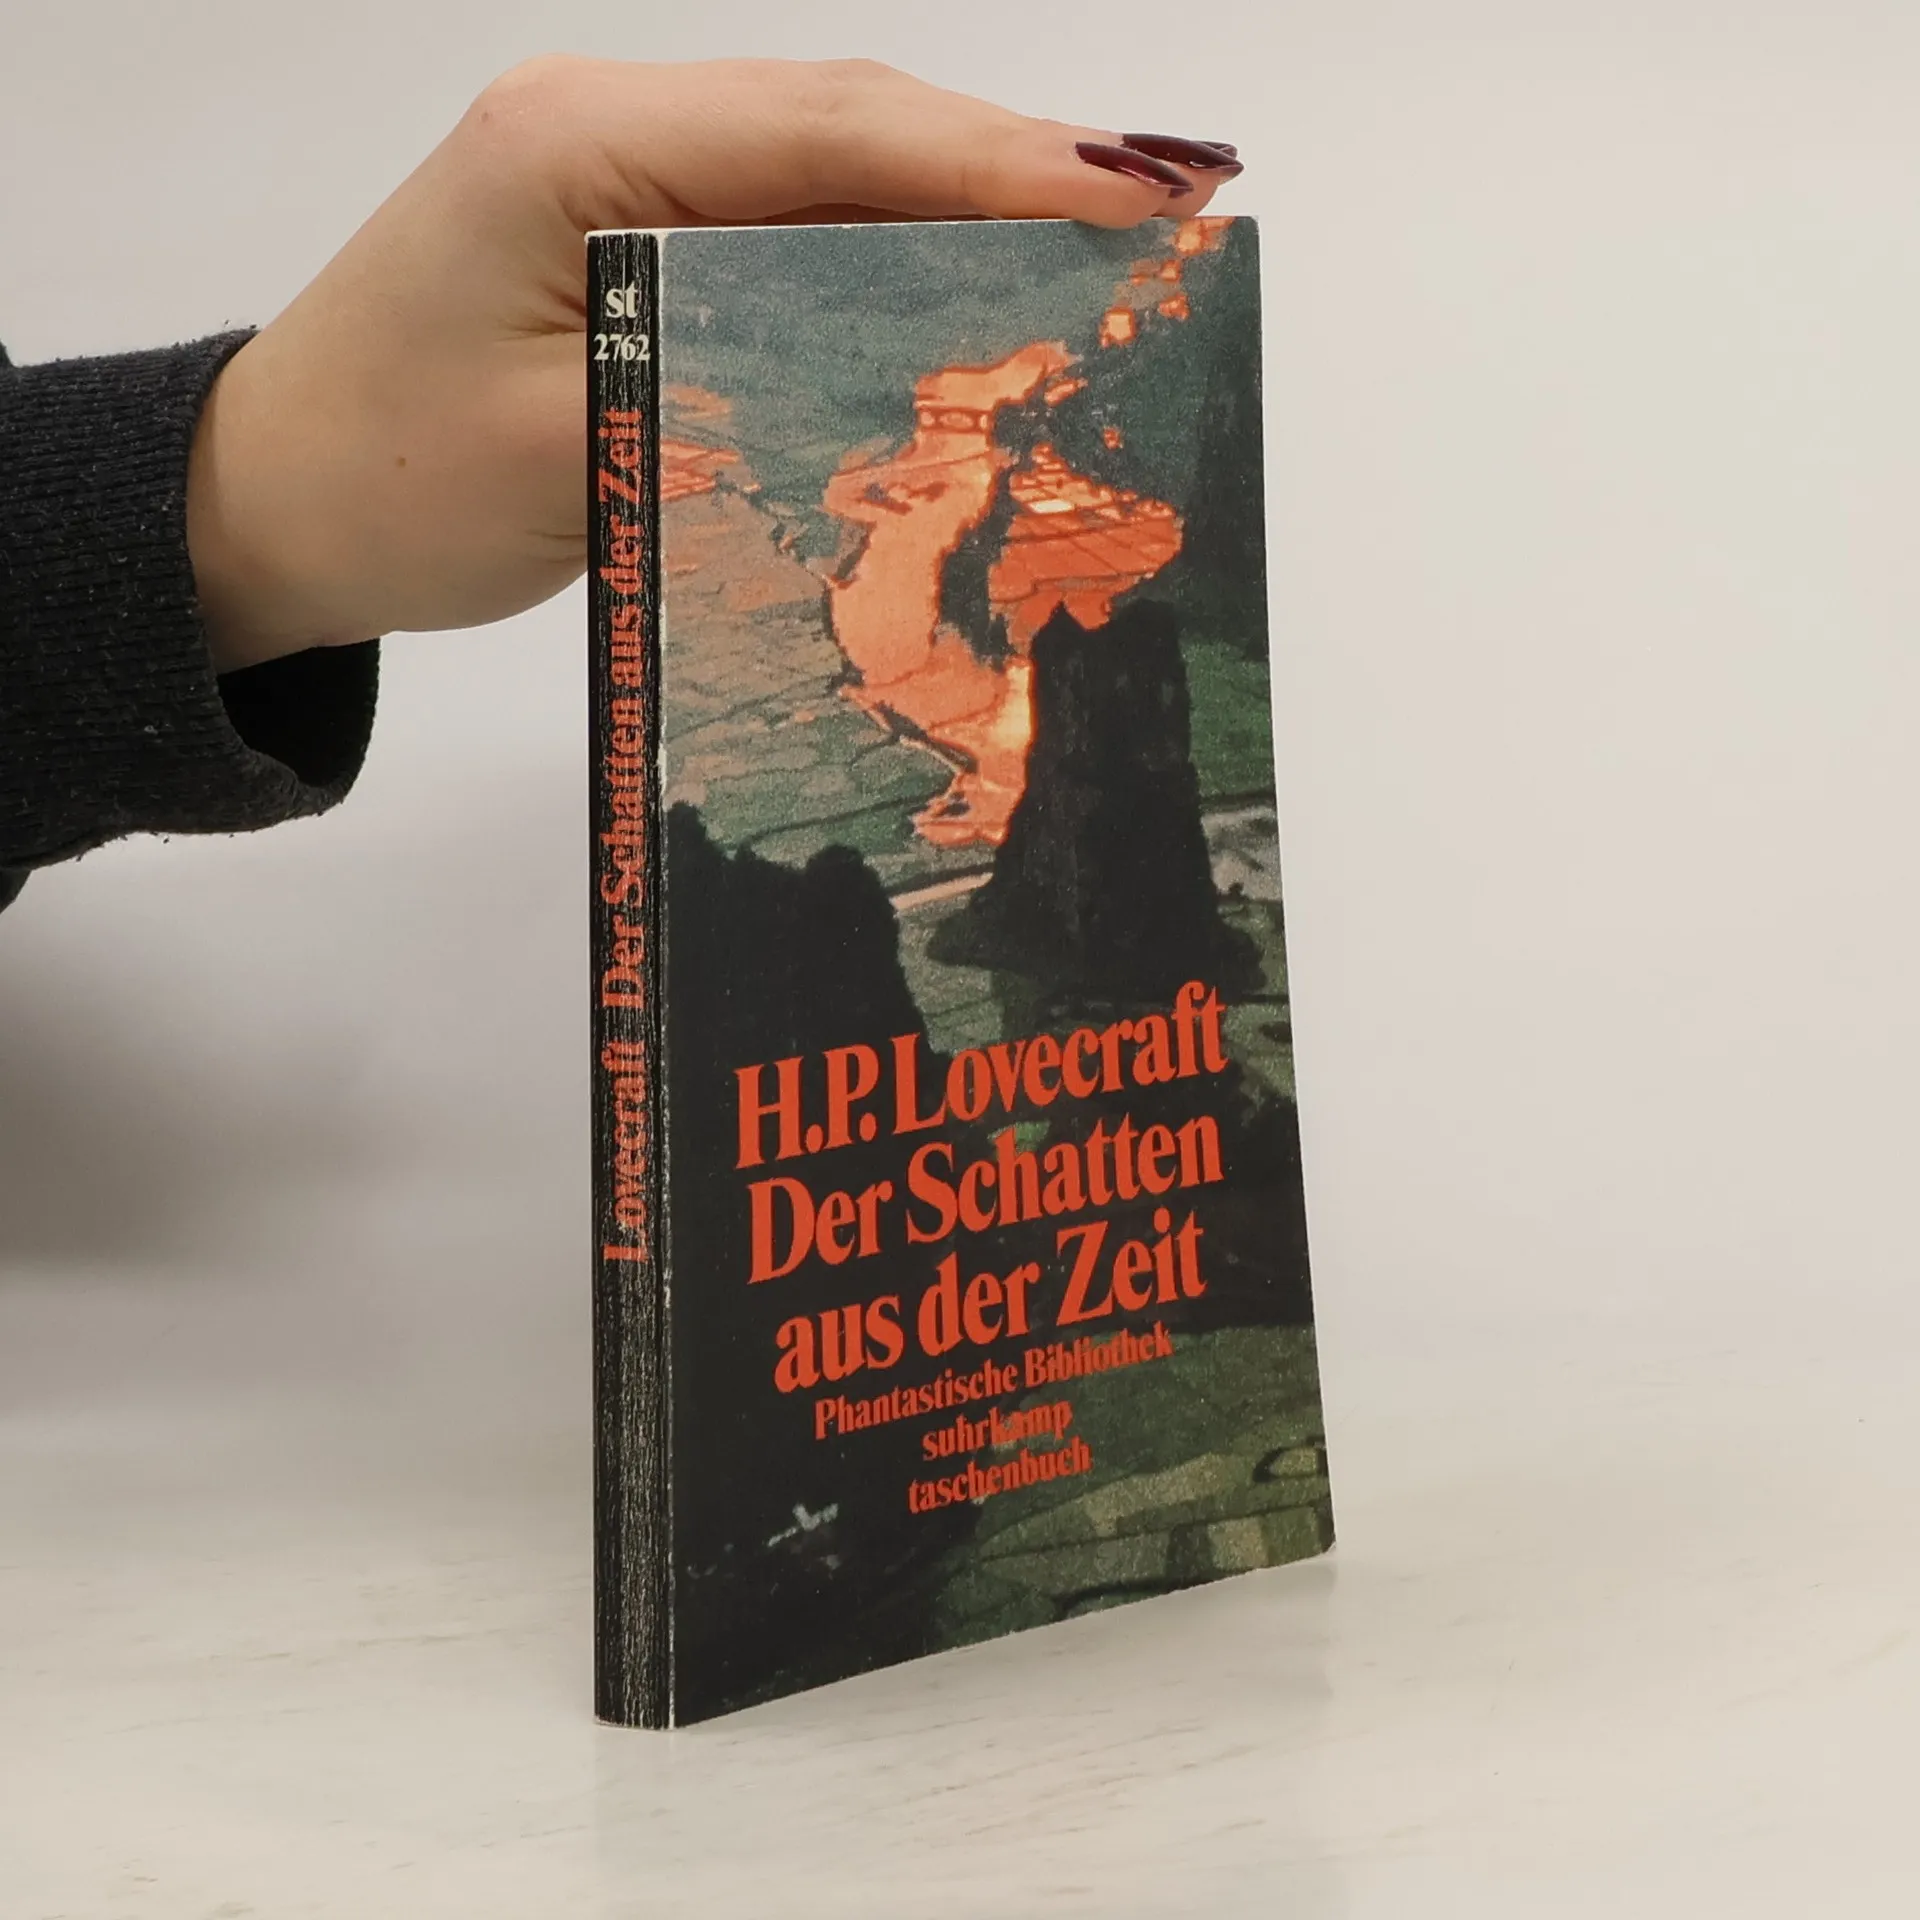 st
2762
Lovecraft Der Schatten aus der Zeit
H.P. Lovecraft
Der Schatten
aus der Zeit
Phantastische Bibliothek
suhrkamp
taschenbuch